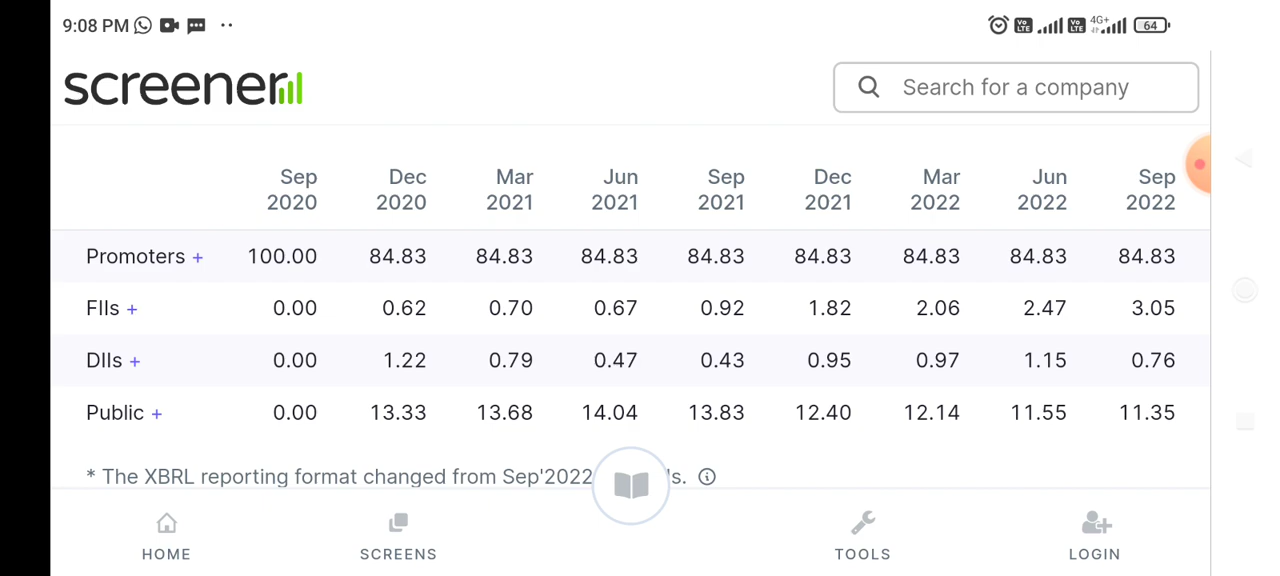 9:08 PM
Vo LTE Vo LTE 4G+ 64
screener
Search for a company
Sep Dec Mar Jun Sep Dec Mar Jun Sep
2020 2020 2021 2021 2021 2021 2022 2022 2022
Promoters + 100.00 84.83 84.83 84.83 84.83 84.83 84.83 84.83 84.83
FIIs + 0.00 0.62 0.70 0.67 0.92 1.82 2.06 2.47 3.05
DIIs + 0.00 1.22 0.79 0.47 0.43 0.95 0.97 1.15 0.76
Public + 0.00 13.33 13.68 14.04 13.83 12.40 12.14 11.55 11.35
* The XBRL reporting format changed from Sep'2022 s.
HOME SCREENS TOOLS LOGIN